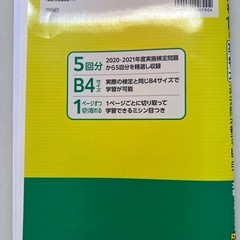 5回分
2020-2021年度実施検定問題
から5回分を精選し収録
B4サイズ
実際の検定と同じB4サイズで
学習が可能
1ページずつ
切り取れる
1ページごとに切り取って
学習できるミシン目つき